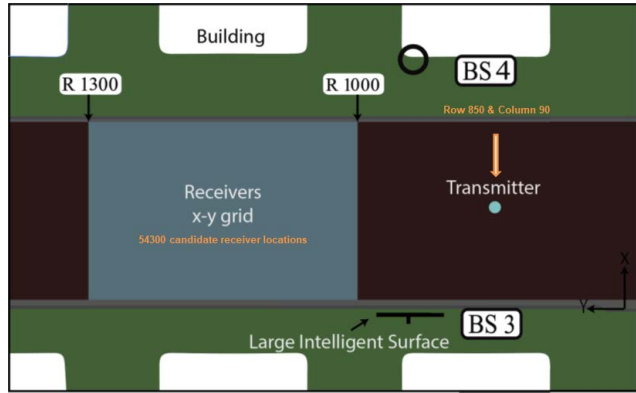 Building
BS 4
R 1300
R 1000
Row 850 & Column 90
Receivers
x-y grid
54300 candidate receiver locations
Transmitter
X
Y
BS 3
Large Intelligent Surface